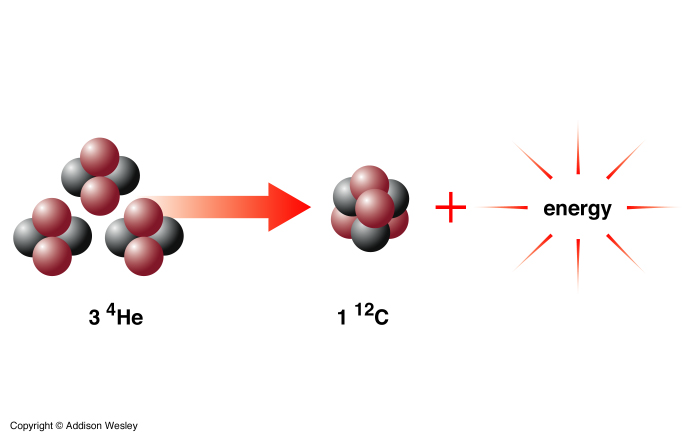 energy
3 ⁴He
1 ¹²C
Copyright © Addison Wesley